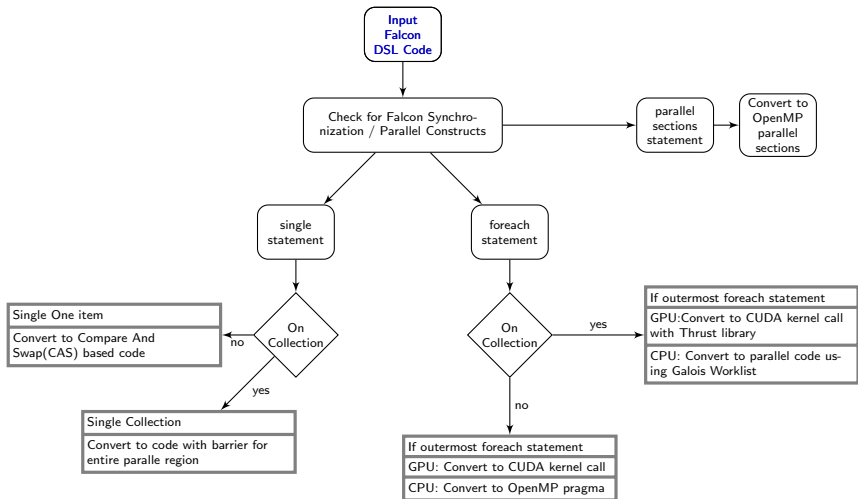 Input
Falcon
DSL Code
Check for Falcon Synchro-
nization / Parallel Constructs
parallel
sections
statement
Convert to
OpenMP
parallel
sections
single
statement
foreach
statement
Single One item
Convert to Compare And
Swap(CAS) based code
no
On
Collection
yes
Single Collection
Convert to code with barrier for
entire paralle region
On
Collection
yes
If outermost foreach statement
GPU:Convert to CUDA kernel call
with Thrust library
CPU: Convert to parallel code us-
ing Galois Worklist
no
If outermost foreach statement
GPU: Convert to CUDA kernel call
CPU: Convert to OpenMP pragma